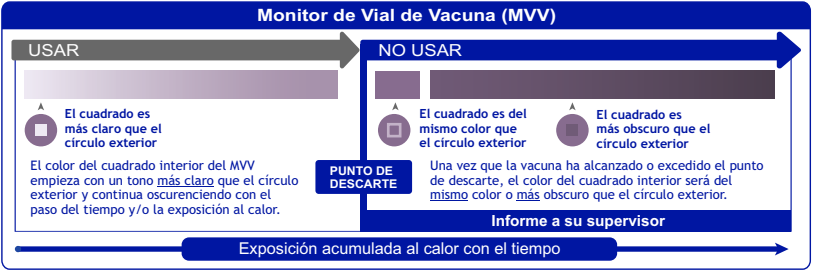 Monitor de Vial de Vacuna (MVV)
USAR
El cuadrado es
más claro que el
círculo exterior
El color del cuadrado interior del MVV
empieza con un tono más claro que el círculo
exterior y continua oscureciendo con el
paso del tiempo y/o la exposición al calor.
PUNTO DE
DESCARTE
NO USAR
El cuadrado es del
mismo color que
el círculo exterior
El cuadrado es
más obscuro que el
círculo exterior
Una vez que la vacuna ha alcanzado o excedido el punto
de descarte, el color del cuadrado interior será del
mismo color o más obscuro que el círculo exterior.
Informe a su supervisor
Exposición acumulada al calor con el tiempo